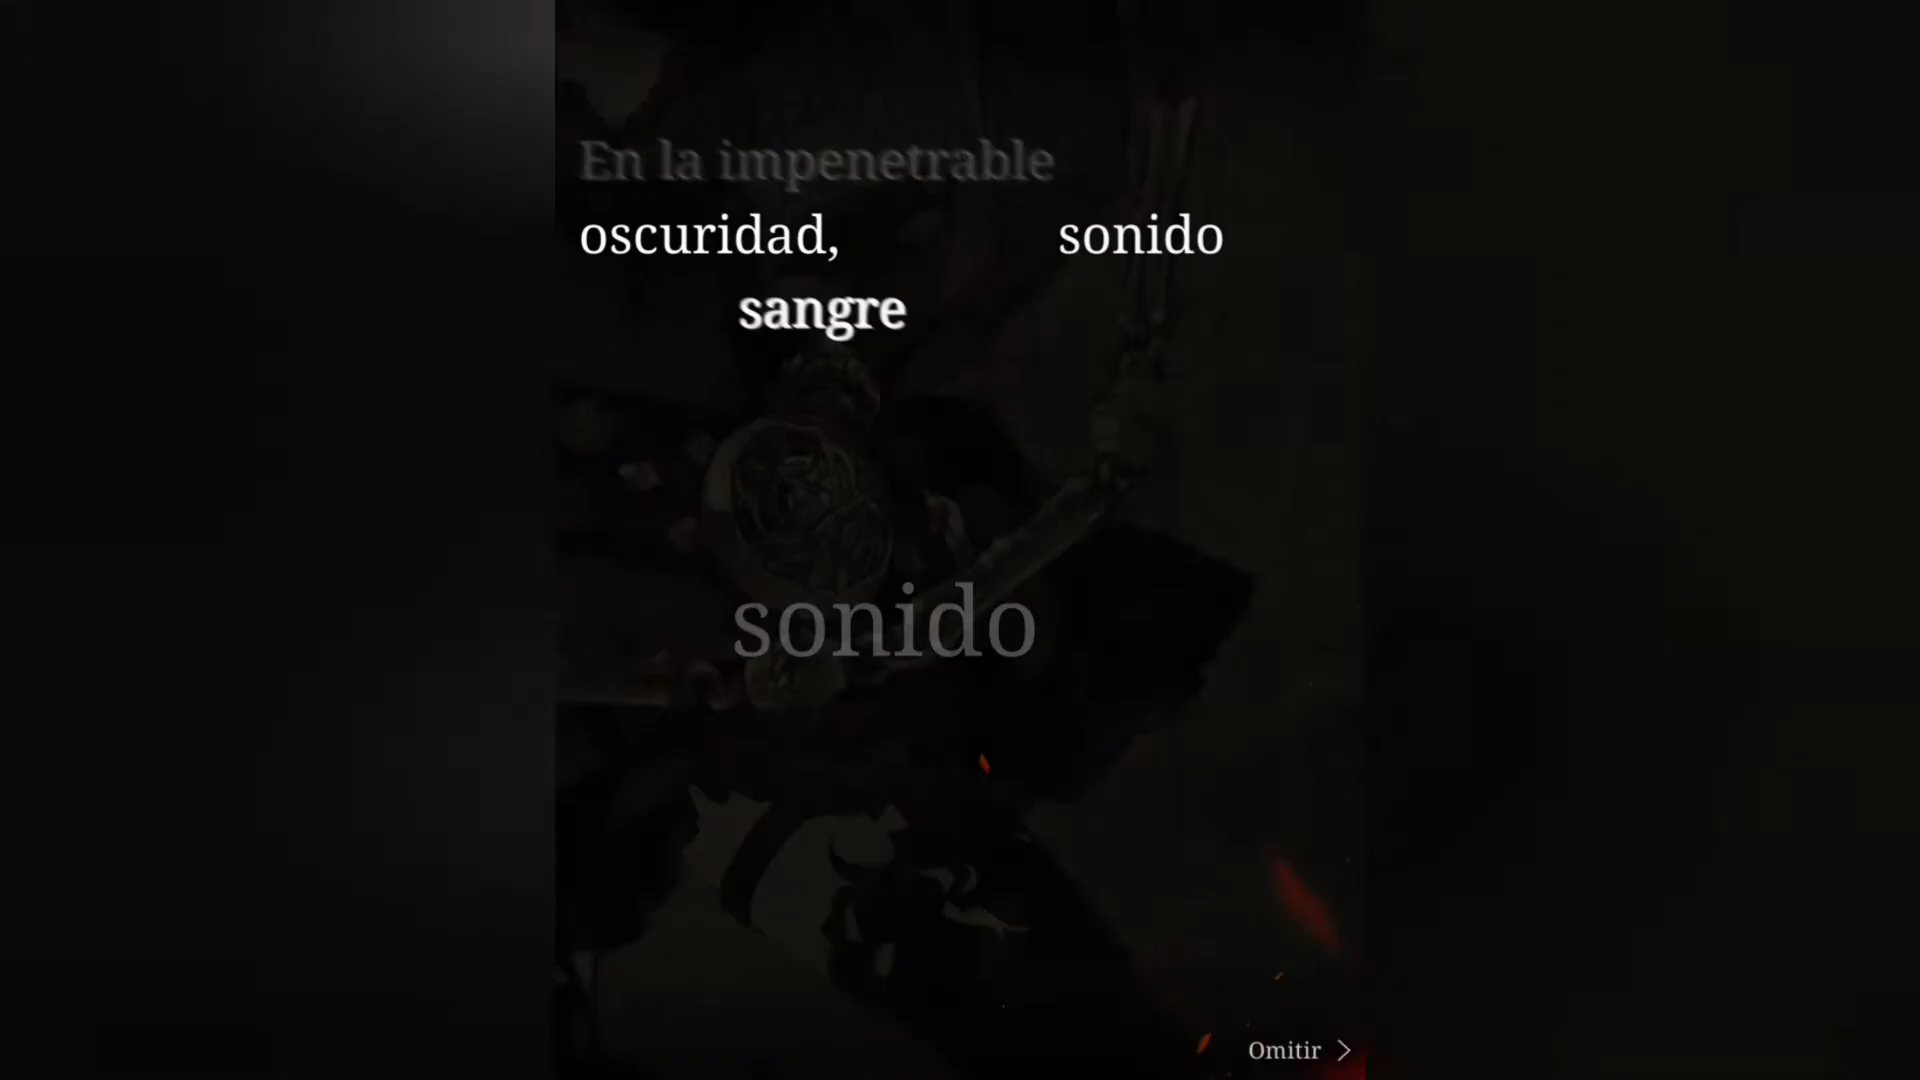 En la impenetrable
oscuridad, sonido
sangre
sonido
Omitir